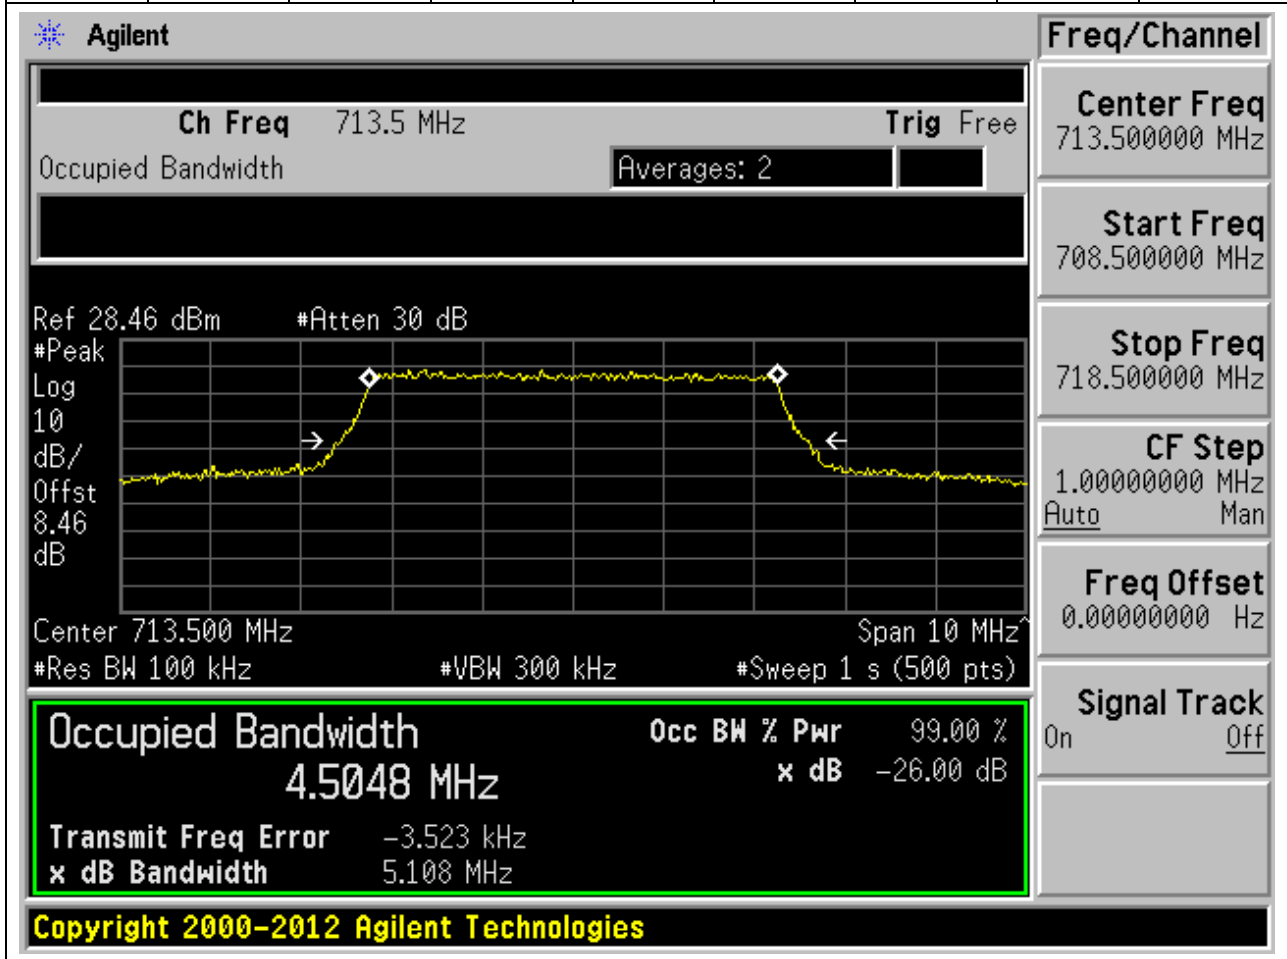 Agilent
Freq/Channel
Ch Freq 713.5 MHz Trig Free
Occupied Bandwidth Averages: 2
Center Freq
713.500000 MHz
Start Freq
708.500000 MHz
Stop Freq
718.500000 MHz
CF Step
1.00000000 MHz
Auto Man
Freq Offset
0.00000000 Hz
Signal Track
On Off
Ref 28.46 dBm #Atten 30 dB
#Peak
Log
10
dB/
Offst
8.46
dB
Center 713.500 MHz Span 10 MHz^
#Res BW 100 kHz #VBW 300 kHz #Sweep 1 s (500 pts)
Occupied Bandwidth Occ BW % Pwr 99.00 %
4.5048 MHz x dB -26.00 dB
Transmit Freq Error -3.523 kHz
x dB Bandwidth 5.108 MHz
Copyright 2000-2012 Agilent Technologies